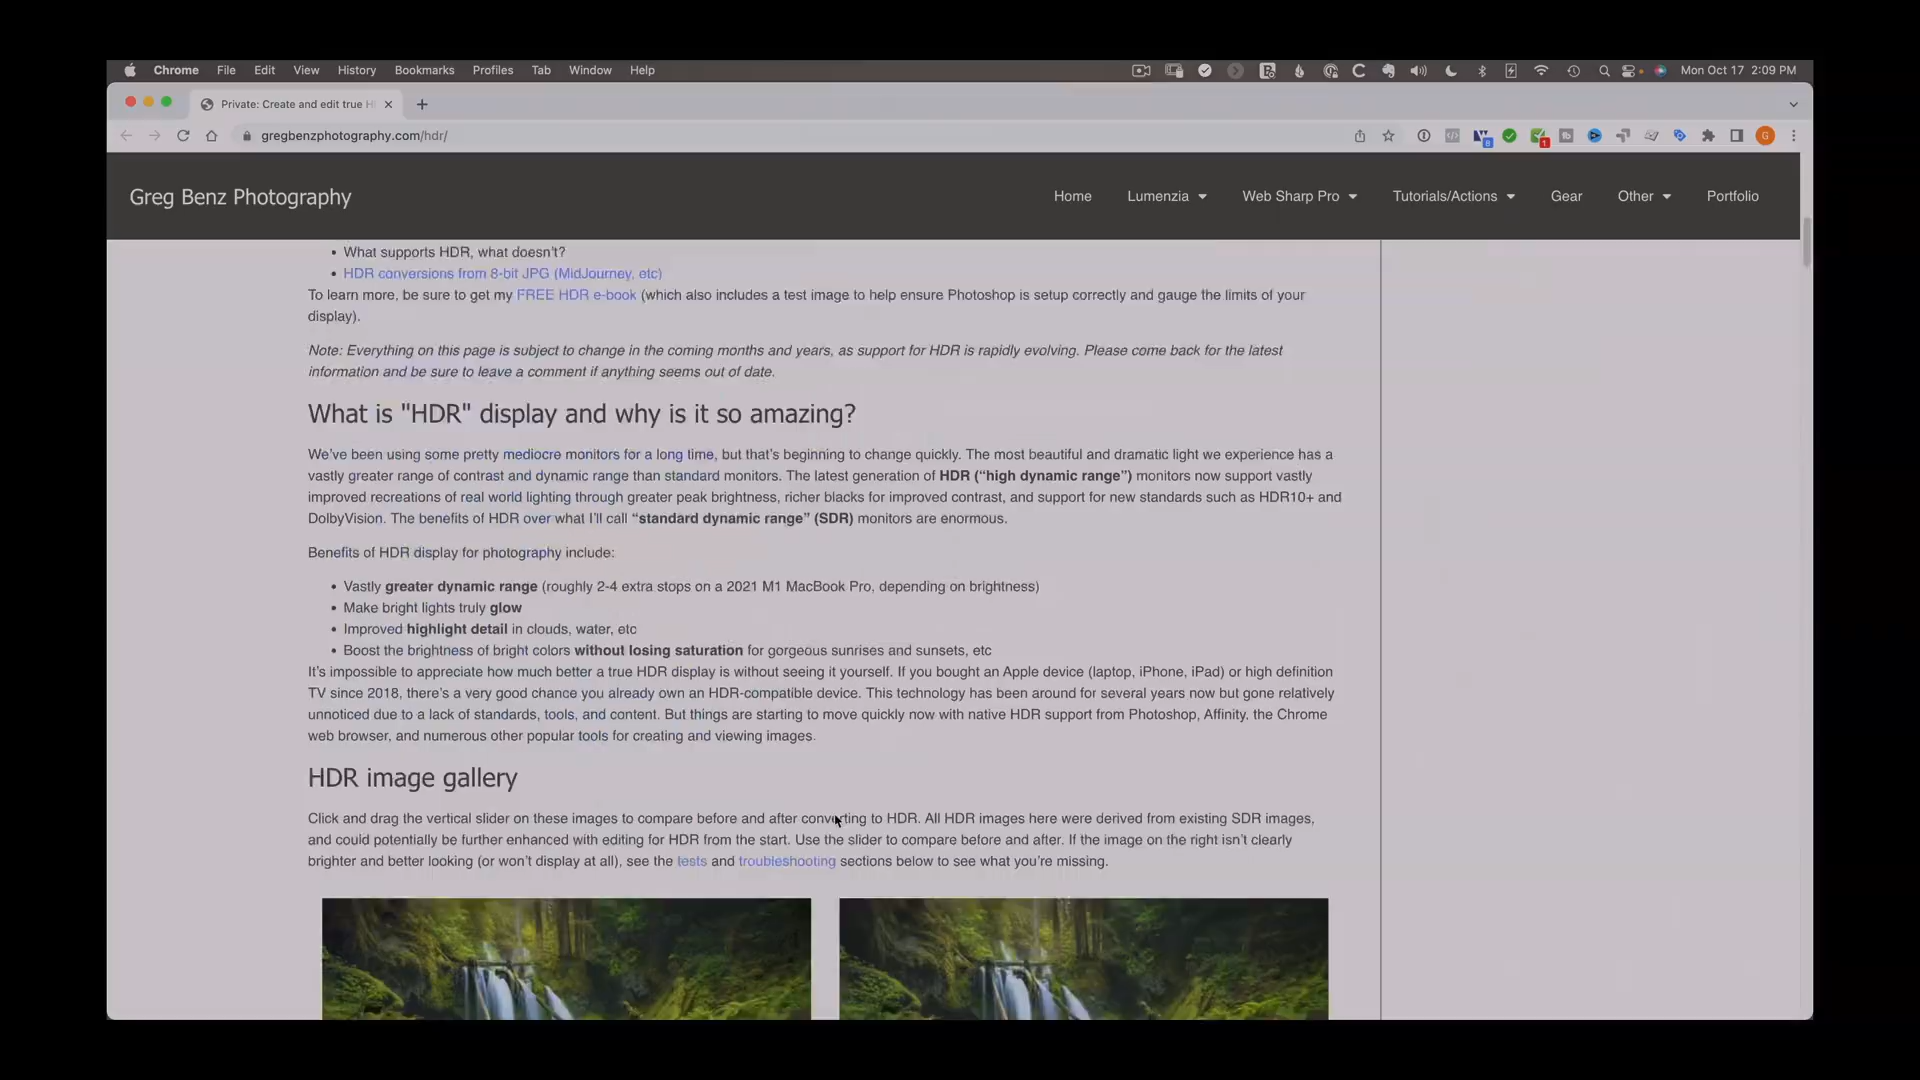 Chrome File Edit View History Bookmarks Profiles Tab Window Help Mon Oct 17 2:09 PM
Private: Create and edit true H
gregbenzphotography.com/hdr/
Greg Benz Photography Home Lumenzia Web Sharp Pro Tutorials/Actions Gear Other Portfolio
• What supports HDR, what doesn't?
• HDR conversions from 8-bit JPG (MidJourney, etc)
To learn more, be sure to get my FREE HDR e-book (which also includes a test image to help ensure Photoshop is setup correctly and gauge the limits of your
display).
Note: Everything on this page is subject to change in the coming months and years, as support for HDR is rapidly evolving. Please come back for the latest
information and be sure to leave a comment if anything seems out of date.
What is "HDR" display and why is it so amazing?
We've been using some pretty mediocre monitors for a long time, but that's beginning to change quickly. The most beautiful and dramatic light we experience has a
vastly greater range of contrast and dynamic range than standard monitors. The latest generation of HDR (“high dynamic range”) monitors now support vastly
improved recreations of real world lighting through greater peak brightness, richer blacks for improved contrast, and support for new standards such as HDR10+ and
DolbyVision. The benefits of HDR over what I'll call “standard dynamic range” (SDR) monitors are enormous.
Benefits of HDR display for photography include:
• Vastly greater dynamic range (roughly 2-4 extra stops on a 2021 M1 MacBook Pro, depending on brightness)
• Make bright lights truly glow
• Improved highlight detail in clouds, water, etc
• Boost the brightness of bright colors without losing saturation for gorgeous sunrises and sunsets, etc
It's impossible to appreciate how much better a true HDR display is without seeing it yourself. If you bought an Apple device (laptop, iPhone, iPad) or high definition
TV since 2018, there's a very good chance you already own an HDR-compatible device. This technology has been around for several years now but gone relatively
unnoticed due to a lack of standards, tools, and content. But things are starting to move quickly now with native HDR support from Photoshop, Affinity, the Chrome
web browser, and numerous other popular tools for creating and viewing images.
HDR image gallery
Click and drag the vertical slider on these images to compare before and after converting to HDR. All HDR images here were derived from existing SDR images,
and could potentially be further enhanced with editing for HDR from the start. Use the slider to compare before and after. If the image on the right isn't clearly
brighter and better looking (or won't display at all), see the tests and troubleshooting sections below to see what you're missing.